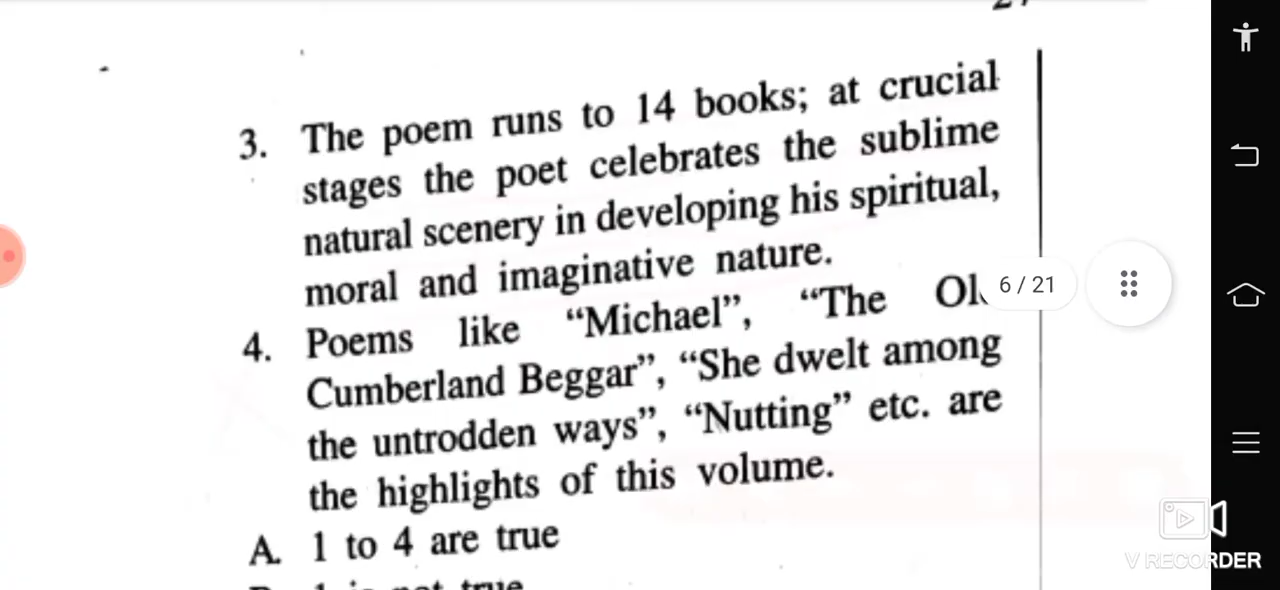 3. The poem runs to 14 books; at crucial
stages the poet celebrates the sublime
natural scenery in developing his spiritual,
moral and imaginative nature.
4. Poems like “Michael”, “The
Cumberland Beggar”, “She dwelt among
the untrodden ways”, “Nutting” etc. are
the highlights of this volume.
A. 1 to 4 are true
6 / 21
V RECORDER